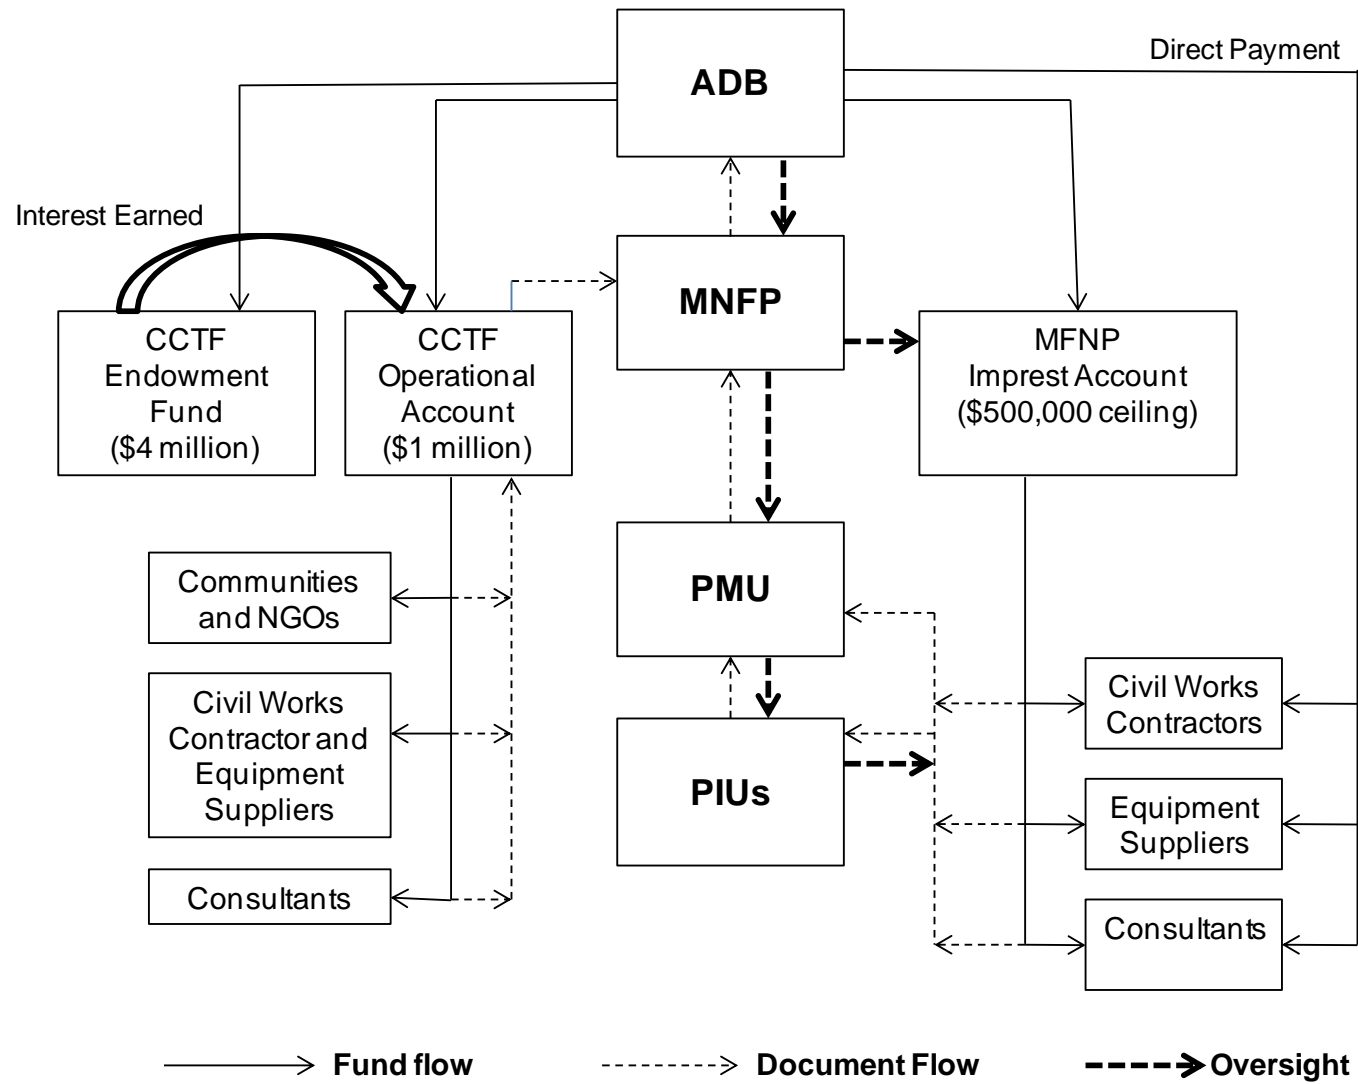 Direct Payment
ADB
Interest Earned
MNFP
CCTF
Endowment
Fund
($4 million)
CCTF
Operational
Account
($1 million)
MFNP
Imprest Account
($500,000 ceiling)
PMU
Communities
and NGOs
Civil Works
Contractor and
Equipment
Suppliers
Consultants
PIUs
Civil Works
Contractors
Equipment
Suppliers
Consultants
Fund flow
Document Flow
Oversight